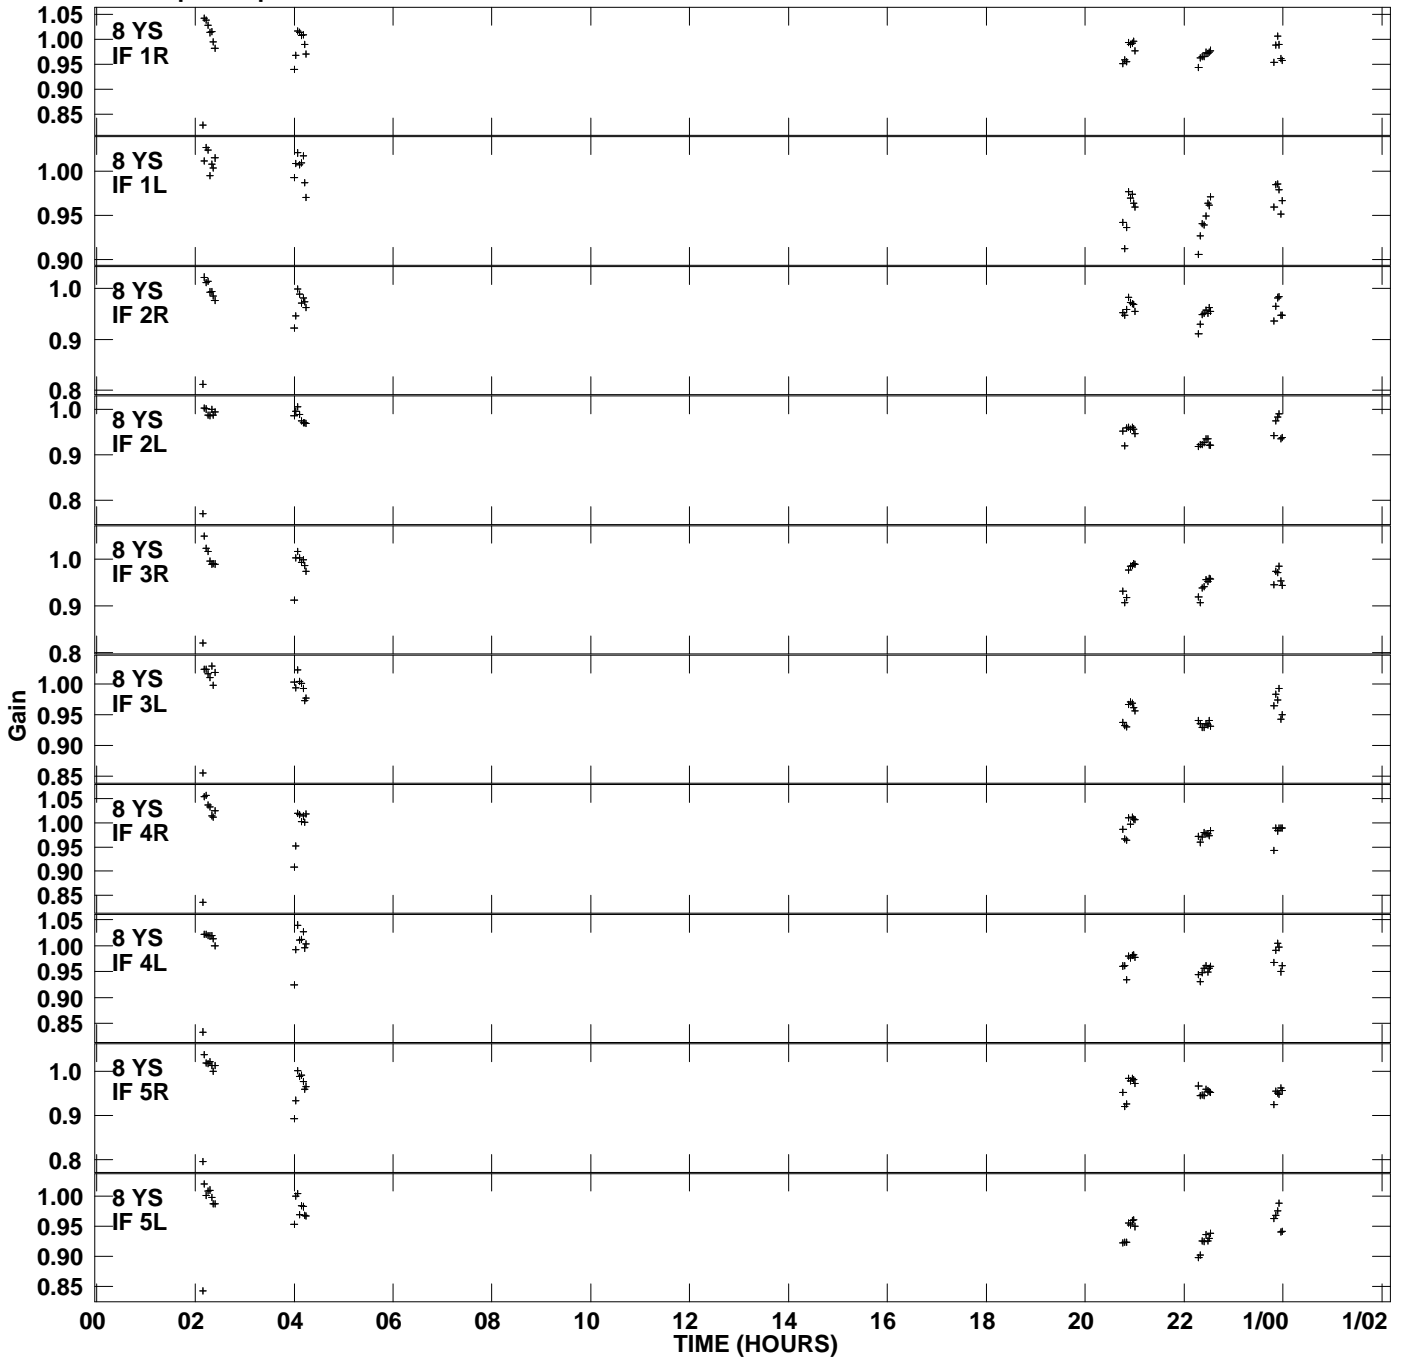 1.05
1.00
0.95
0.90
0.85
8 YS
IF 1R
1.00
0.95
0.90
8 YS
IF 1L
1.0
0.9
0.8
8 YS
IF 2R
1.0
0.9
0.8
8 YS
IF 2L
1.0
0.9
0.8
8 YS
IF 3R
1.00
0.95
0.90
0.85
8 YS
IF 3L
Gain
1.05
1.00
0.95
0.90
0.85
8 YS
IF 4R
1.05
1.00
0.95
0.90
0.85
8 YS
IF 4L
1.0
0.9
0.8
8 YS
IF 5R
1.00
0.95
0.90
0.85
8 YS
IF 5L
00 02 04 06 08 10 12 14 16 18 20 22 1/00 1/02
TIME (HOURS)